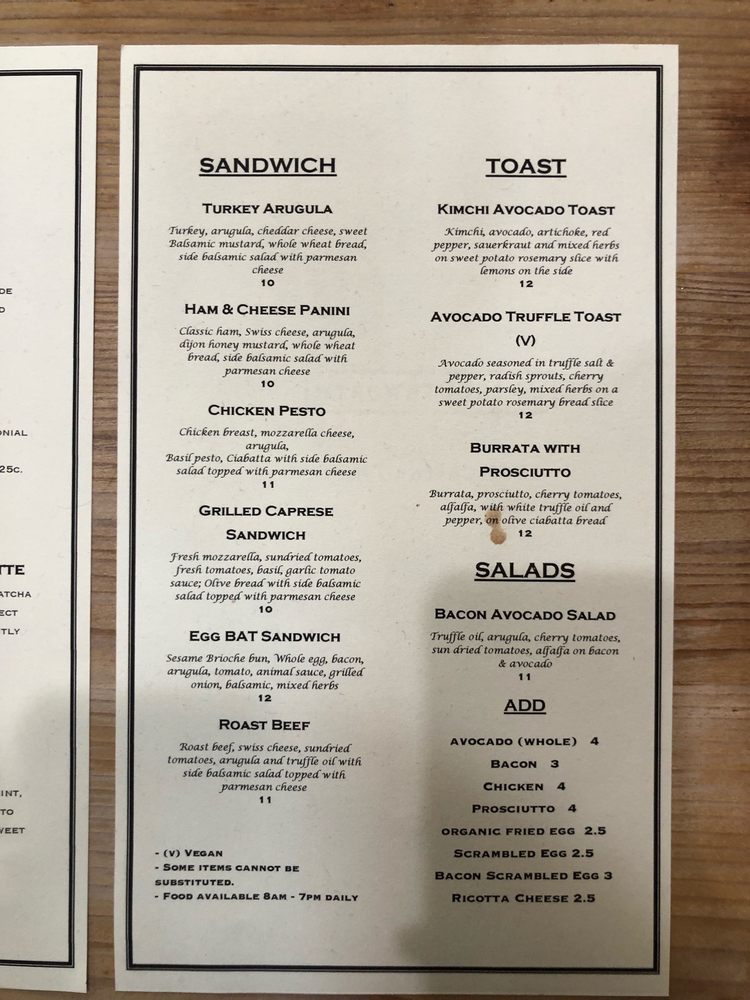 DE
D
ONIAL
25c.
TTE
ATCHA
ECT
TLY
INT,
TO
WEET
SANDWICH
Turkey Arugula
Turkey, arugula, cheddar cheese, sweet
Balsamic mustard, whole wheat bread,
side balsamic salad with parmesan
cheese
10
Ham & Cheese Panini
Classic ham, Swiss cheese, arugula,
dijon honey mustard, whole wheat
bread, side balsamic salad with
parmesan cheese
10
Chicken Pesto
Chicken breast, mozzarella cheese,
arugula,
Basil pesto, Ciabatta with side balsamic
salad topped with parmesan cheese
11
Grilled Caprese
Sandwich
Fresh mozzarella, sundried tomatoes,
fresh tomatoes, basil, garlic tomato
sauce; Olive bread with side balsamic
salad topped with parmesan cheese
10
Egg BAT Sandwich
Sesame Brioche bun, Whole egg, bacon,
arugula, tomato, animal sauce, grilled
onion, balsamic, mixed herbs
12
Roast Beef
Roast beef, swiss cheese, sundried
tomatoes, arugula and truffle oil with
side balsamic salad topped with
parmesan cheese
11
- (v) Vegan
- Some items cannot be
substituted.
- Food available 8am - 7pm daily
TOAST
Kimchi Avocado Toast
Kimchi, avocado, artichoke, red
pepper, sauerkraut and mixed herbs
on sweet potato rosemary slice with
lemons on the side
12
Avocado Truffle Toast
(V)
Avocado seasoned in truffle salt &
pepper, radish sprouts, cherry
tomatoes, parsley, mixed herbs on a
sweet potato rosemary bread slice
12
Burrata with
Prosciutto
Burrata, prosciutto, cherry tomatoes,
alfalfa, with white truffle oil and
pepper, on olive ciabatta bread
12
SALADS
Bacon Avocado Salad
Truffle oil, arugula, cherry tomatoes,
sun dried tomatoes, alfalfa on bacon
& avocado
11
ADD
Avocado (whole) 4
Bacon 3
Chicken 4
Prosciutto 4
organic fried egg 2.5
Scrambled Egg 2.5
Bacon Scrambled Egg 3
Ricotta Cheese 2.5